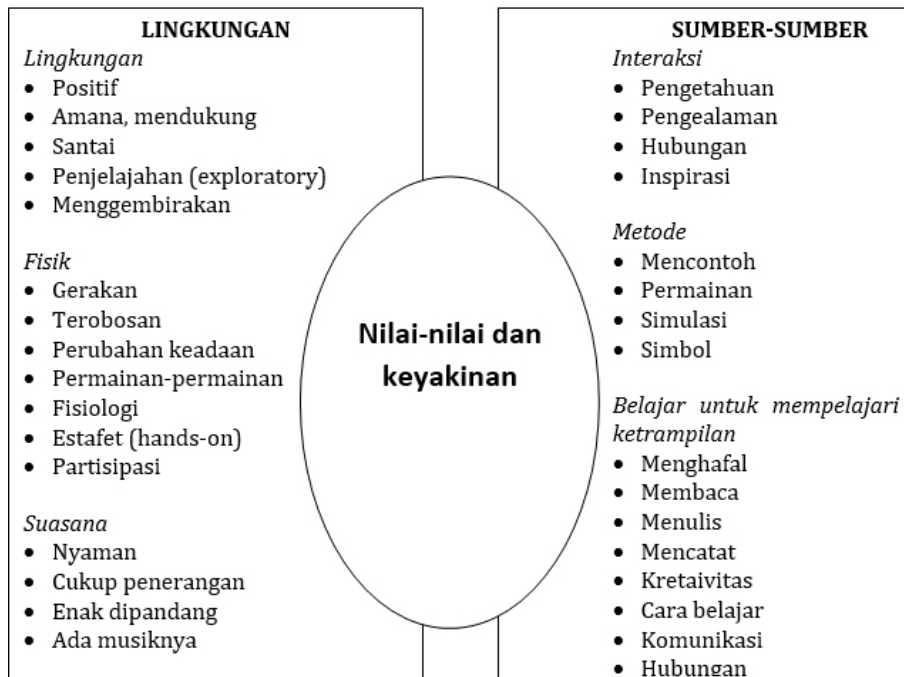 LINGKUNGAN
Lingkungan
• Positif
• Amana, mendukung
• Santai
• Penjelajahan (exploratory)
• Menggembirakan
Fisik
• Gerakan
• Terobosan
• Perubahan keadaan
• Permainan-permainan
• Fisiologi
• Estafet (hands-on)
• Partisipasi
Suasana
• Nyaman
• Cukup penerangan
• Enak dipandang
• Ada musiknya
Nilai-nilai dan
keyakinan
SUMBER-SUMBER
Interaksi
• Pengetahuan
• Pengealaman
• Hubungan
• Inspirasi
Metode
• Mencontoh
• Permainan
• Simulasi
• Simbol
Belajar untuk mempelajari
ketrampilan
• Menghafal
• Membaca
• Menulis
• Mencatat
• Kretaivitas
• Cara belajar
• Komunikasi
• Hubungan